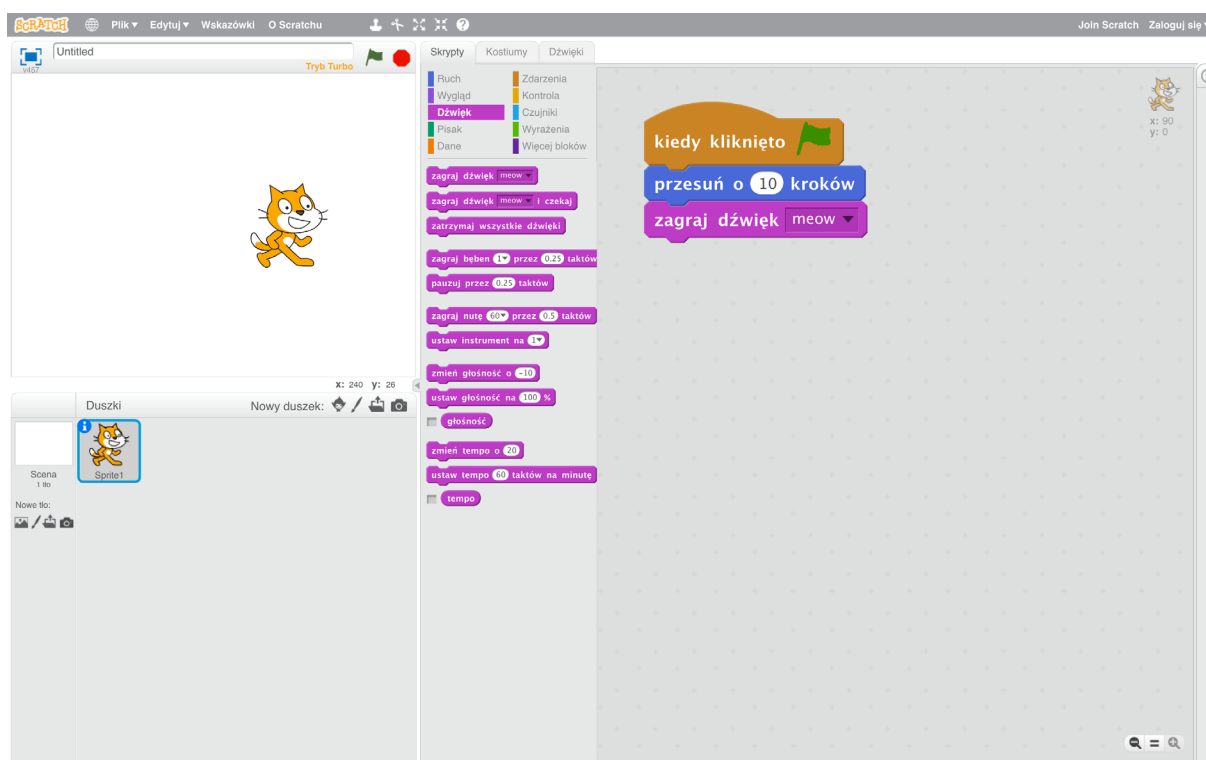 SCRATCH Plik Edytuj Wskazówki O Scratchu Join Scratch Zaloguj się
v457 Untitled
Tryb Turbo
x: 240 y: 26
Duszki Nowy duszek:
Scena
1 tło
Sprite1
Nowe tło:
Skrypty Kostiumy Dźwięki
Ruch Zdarzenia
Wygląd Kontrola
Dźwięk Czujniki
Pisak Wyrażenia
Dane Więcej bloków
zagraj dźwięk meow
zagraj dźwięk meow i czekaj
zatrzymaj wszystkie dźwięki
zagraj bęben 1 przez 0.25 taktów
pauzuj przez 0.25 taktów
zagraj nutę 60 przez 0.5 taktów
ustaw instrument na 1
zmień głośność o -10
ustaw głośność na 100 %
głośność
zmień tempo o 20
ustaw tempo 60 taktów na minutę
tempo
kiedy kliknięto
przesuń o 10 kroków
zagraj dźwięk meow
x: 90
y: 0